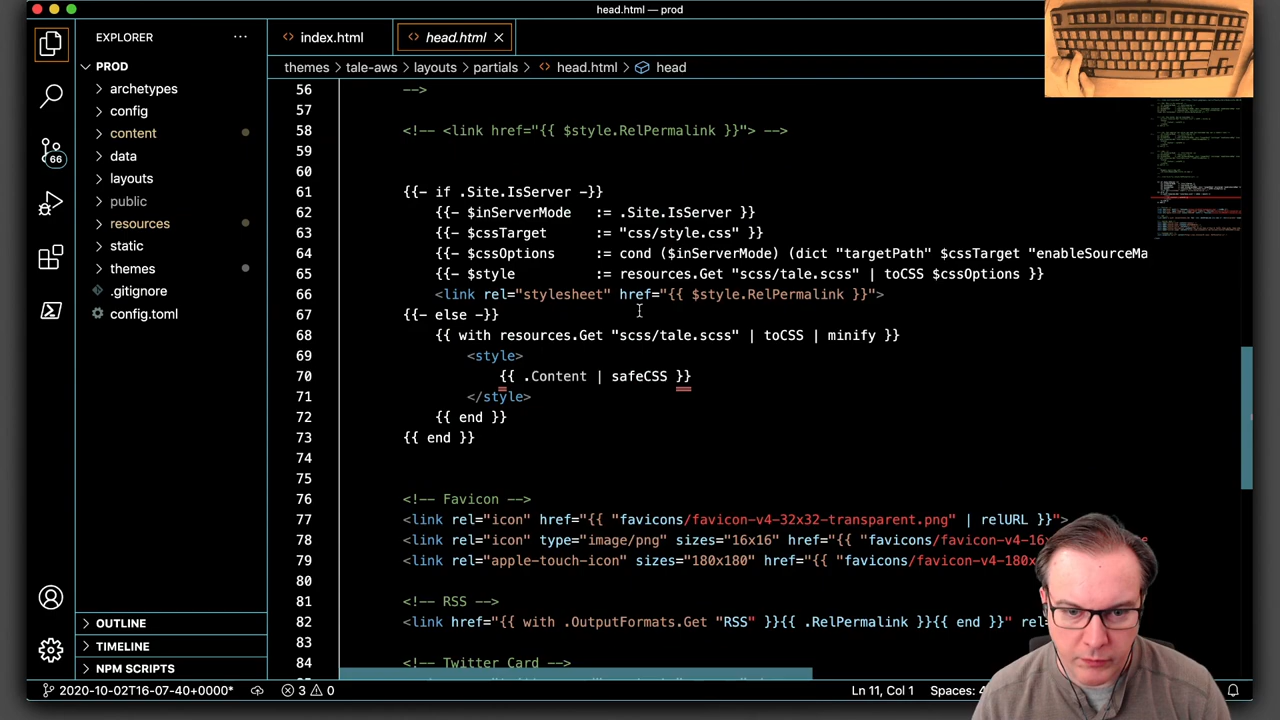 head.html — prod
EXPLORER
index.html
head.html
PROD
themes > tale-aws > layouts > partials > head.html > head
archetypes
config
content
data
layouts
public
resources
static
themes
.gitignore
config.toml
66
56 -->
57
58 <!-- <link href="{{ $style.RelPermalink }}"> -->
59
60
61 {{- if .Site.IsServer -}}
62 {{- $inServerMode := .Site.IsServer }}
63 {{- $cssTarget := "css/style.css" }}
64 {{- $cssOptions := cond ($inServerMode) (dict "targetPath" $cssTarget "enableSourceMa
65 {{- $style := resources.Get "scss/tale.scss" | toCSS $cssOptions }}
66 <link rel="stylesheet" href="{{ $style.RelPermalink }}">
67 {{- else -}}
68 {{ with resources.Get "scss/tale.scss" | toCSS | minify }}
69 <style>
70 {{ .Content | safeCSS }}
71 </style>
72 {{ end }}
73 {{ end }}
74
75
76 <!-- Favicon -->
77 <link rel="icon" href="{{ "favicons/favicon-v4-32x32-transparent.png" | relURL }}">
78 <link rel="icon" type="image/png" sizes="16x16" href="{{ "favicons/favicon-v4-16x
79 <link rel="apple-touch-icon" sizes="180x180" href="{{ "favicons/favicon-v4-180x
80
81 <!-- RSS -->
82 <link href="{{ with .OutputFormats.Get "RSS" }}{{ .RelPermalink }}{{ end }}" rel=
83
84 <!-- Twitter Card -->
OUTLINE
TIMELINE
NPM SCRIPTS
2020-10-02T16-07-40+0000*
3
0
Ln 11, Col 1
Spaces: